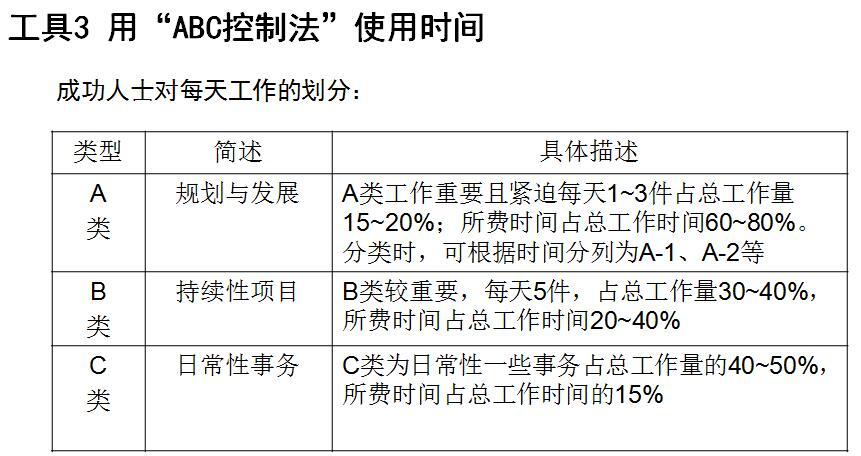 工具3 用“ABC控制法”使用时间
成功人士对每天工作的划分：
类型 简述 具体描述
A类 规划与发展 A类工作重要且紧迫每天1~3件占总工作量
15~20%；所费时间占总工作时间60~80%。
分类时，可根据时间分列为A-1、A-2等
B类 持续性项目 B类较重要，每天5件，占总工作量30~40%，
所费时间占总工作时间20~40%
C类 日常性事务 C类为日常性一些事务占总工作量的40~50%，
所费时间占总工作时间的15%